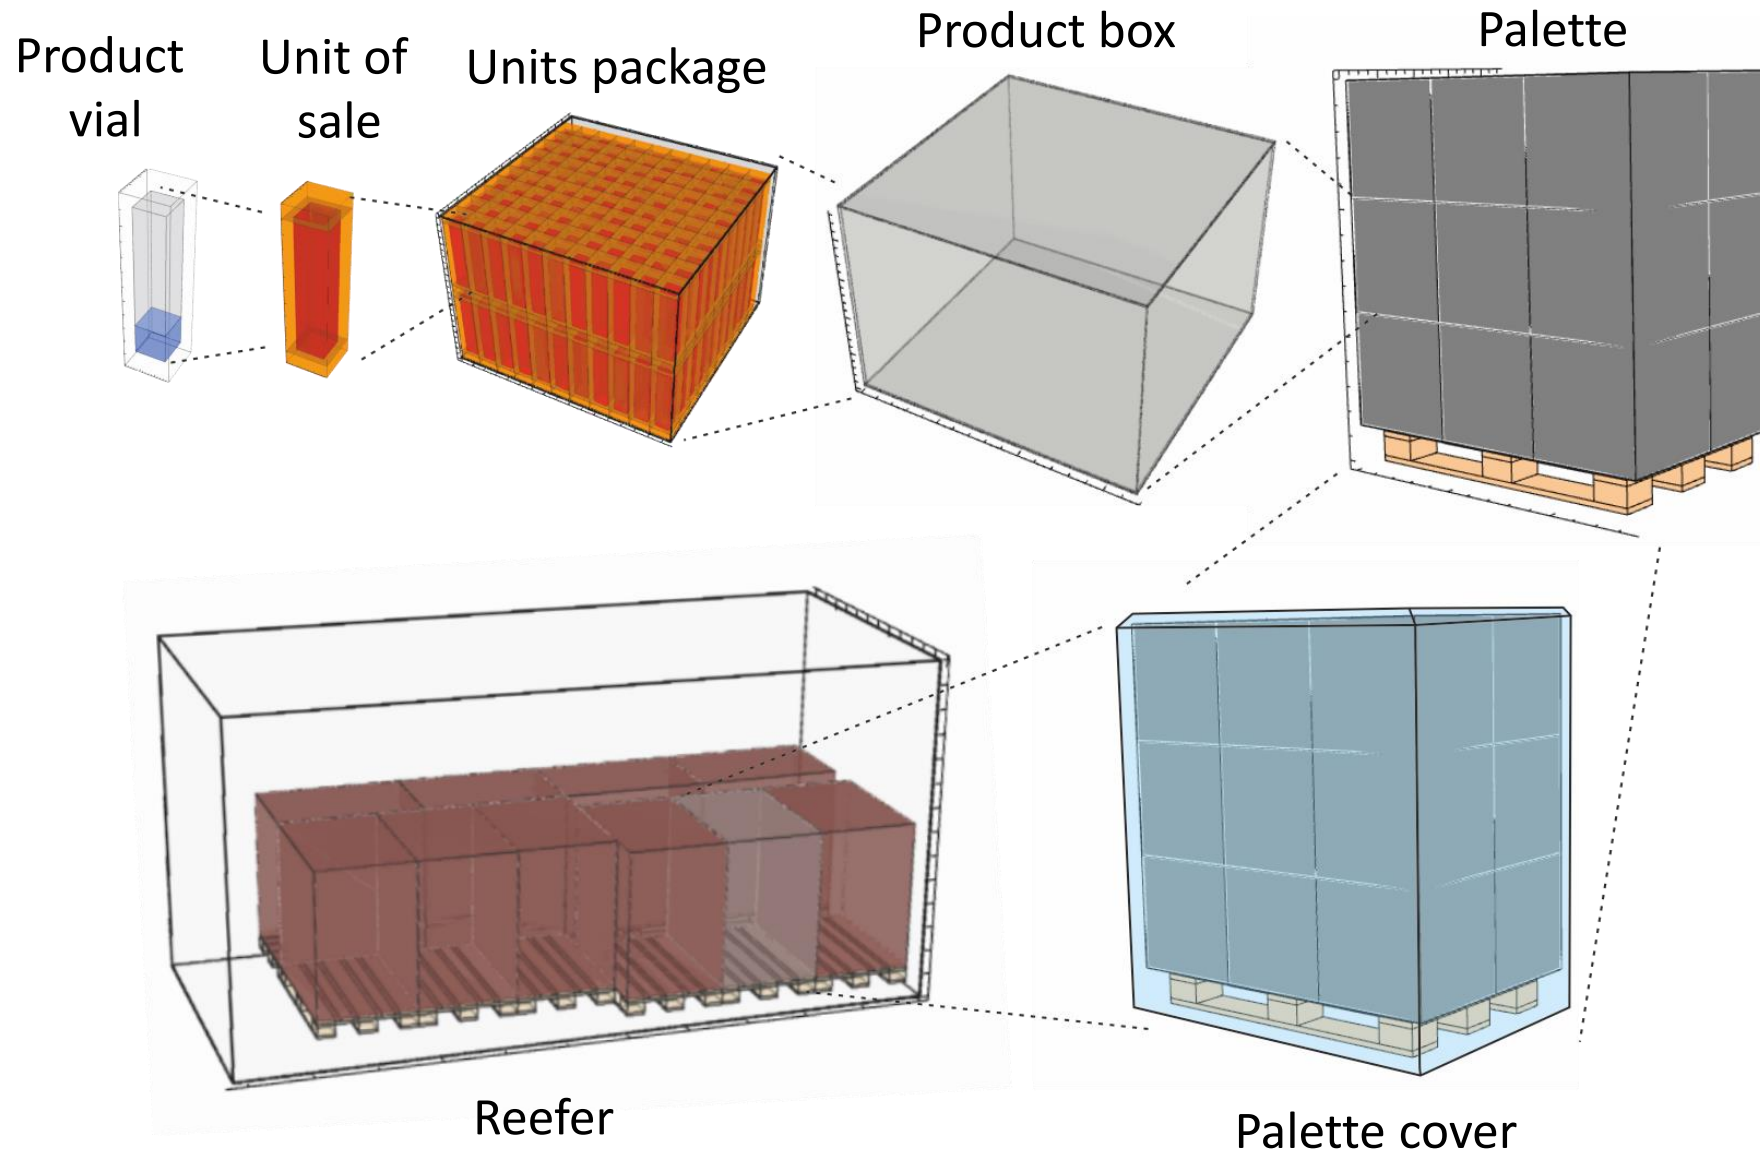 Product
vial
Unit of
sale
Units package
Product box
Palette
Reefer
Palette cover